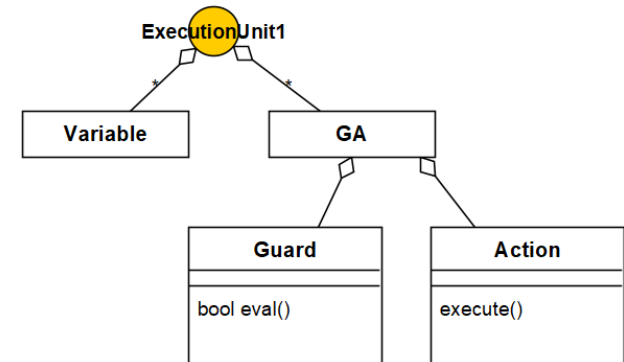 ExecutionUnit1
* *
Variable GA
Guard Action
bool eval() execute()